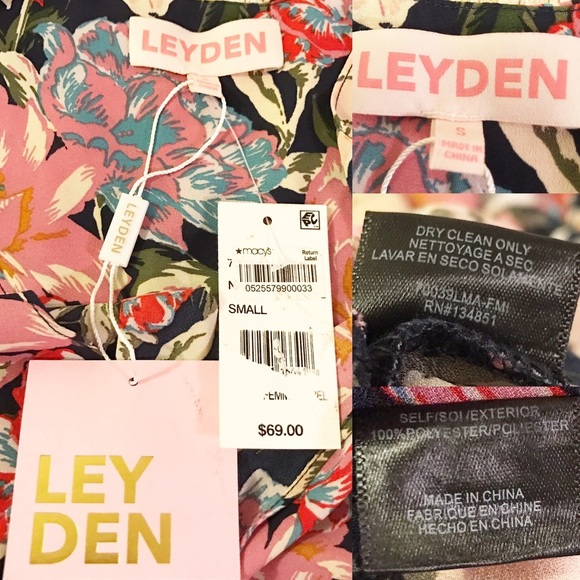 LEYDEN
LEYDEN
★macy's
Return
Label
7
N
0525579900033
SMALL
$69.00
LEY
DEN
LEYDEN
S
MADE IN
CHINA
DRY CLEAN ONLY
NETTOYAGE A SEC
LAVAR EN SECO
RN#134851
SELF/SOI/EXTERIOR
100%POLYESTER/POLIESTER
MADE IN CHINA
FABRIQUE EN CHINE
HECHO EN CHINA